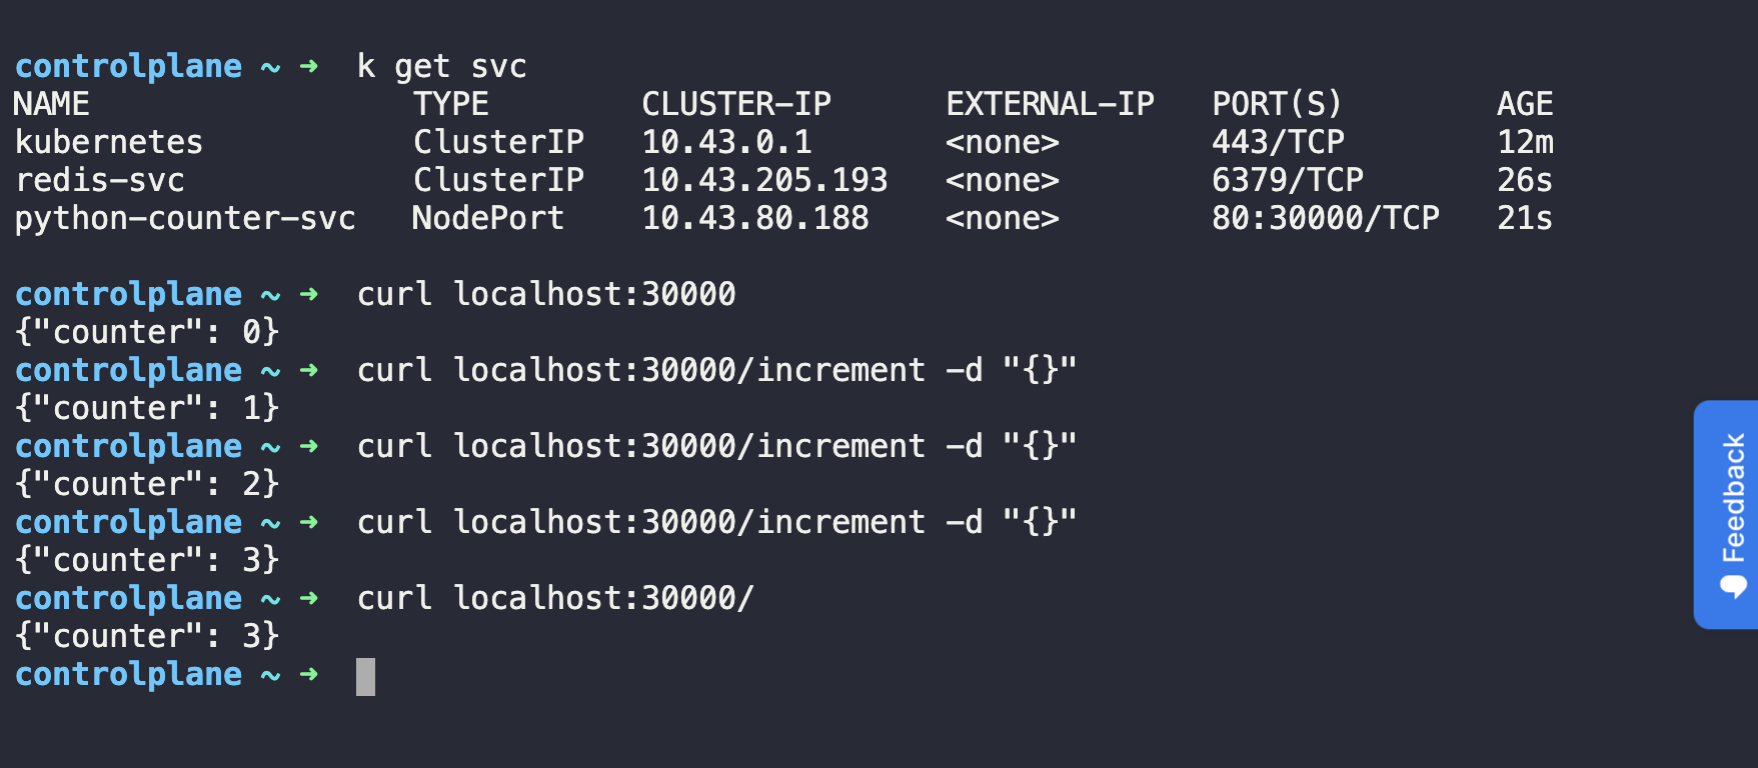 controlplane ~ ➜  k get svc
NAME                 TYPE        CLUSTER-IP      EXTERNAL-IP   PORT(S)        AGE
kubernetes           ClusterIP   10.43.0.1       <none>        443/TCP        12m
redis-svc            ClusterIP   10.43.205.193   <none>        6379/TCP       26s
python-counter-svc   NodePort    10.43.80.188    <none>        80:30000/TCP   21s
controlplane ~ ➜  curl localhost:30000
{"counter": 0}
controlplane ~ ➜  curl localhost:30000/increment -d "{}"
{"counter": 1}
controlplane ~ ➜  curl localhost:30000/increment -d "{}"
{"counter": 2}
controlplane ~ ➜  curl localhost:30000/increment -d "{}"
{"counter": 3}
controlplane ~ ➜  curl localhost:30000/
{"counter": 3}
controlplane ~ ➜
Feedback